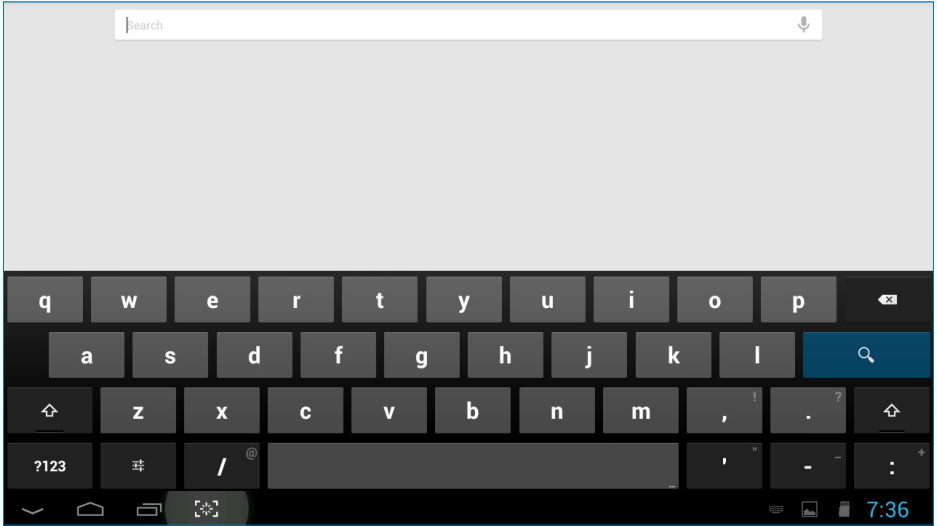 Search
q w e r t y u i o p
a s d f g h j k l
z x c v b n m , ! . ?
?123 / @ ... ' " - _ : +
7:36